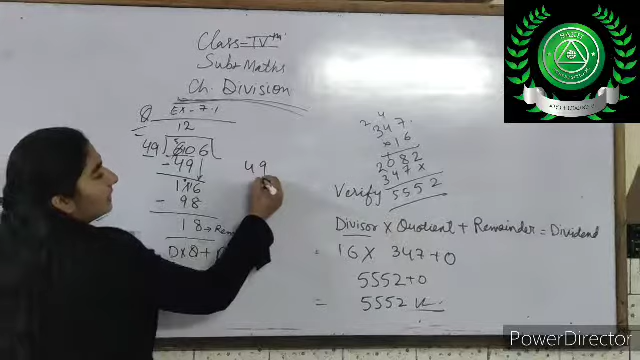 Class = IVth
Sub = Maths
Ch. Division
Ex - 7.1
Q
12
49 606
- 49
116
- 98
18 → Rem
D × Q +
49
2 4
347
× 16
2082
347×
5552
Verify
Divisor × Quotient + Remainder = Dividend
= 16 × 347 + 0
5552 + 0
= 5552
PowerDirector